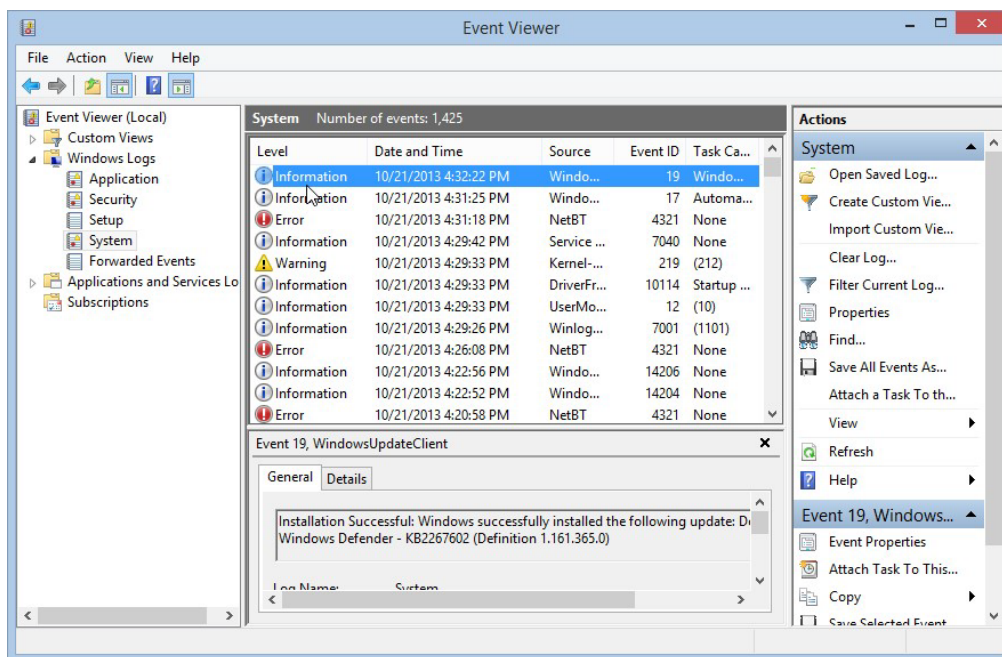 Event Viewer
File Action View Help
Event Viewer (Local)
Custom Views
Windows Logs
Application
Security
Setup
System
Forwarded Events
Applications and Services Lo
Subscriptions
System Number of events: 1,425
Level Date and Time Source Event ID Task Ca...
Information 10/21/2013 4:32:22 PM Windo... 19 Windo...
Information 10/21/2013 4:31:25 PM Windo... 17 Automa...
Error 10/21/2013 4:31:18 PM NetBT 4321 None
Information 10/21/2013 4:29:42 PM Service ... 7040 None
Warning 10/21/2013 4:29:33 PM Kernel-... 219 (212)
Information 10/21/2013 4:29:33 PM DriverFr... 10114 Startup ...
Information 10/21/2013 4:29:33 PM UserMo... 12 (10)
Information 10/21/2013 4:29:26 PM Winlog... 7001 (1101)
Error 10/21/2013 4:26:08 PM NetBT 4321 None
Information 10/21/2013 4:22:56 PM Windo... 14206 None
Information 10/21/2013 4:22:52 PM Windo... 14204 None
Error 10/21/2013 4:20:58 PM NetBT 4321 None
Event 19, WindowsUpdateClient
General Details
Installation Successful: Windows successfully installed the following update:
Windows Defender - KB2267602 (Definition 1.161.365.0)
Log Name: System
Actions
System
Open Saved Log...
Create Custom Vie...
Import Custom Vie...
Clear Log...
Filter Current Log...
Properties
Find...
Save All Events As...
Attach a Task To th...
View
Refresh
Help
Event 19, Windows...
Event Properties
Attach Task To This...
Copy
Save Selected Event